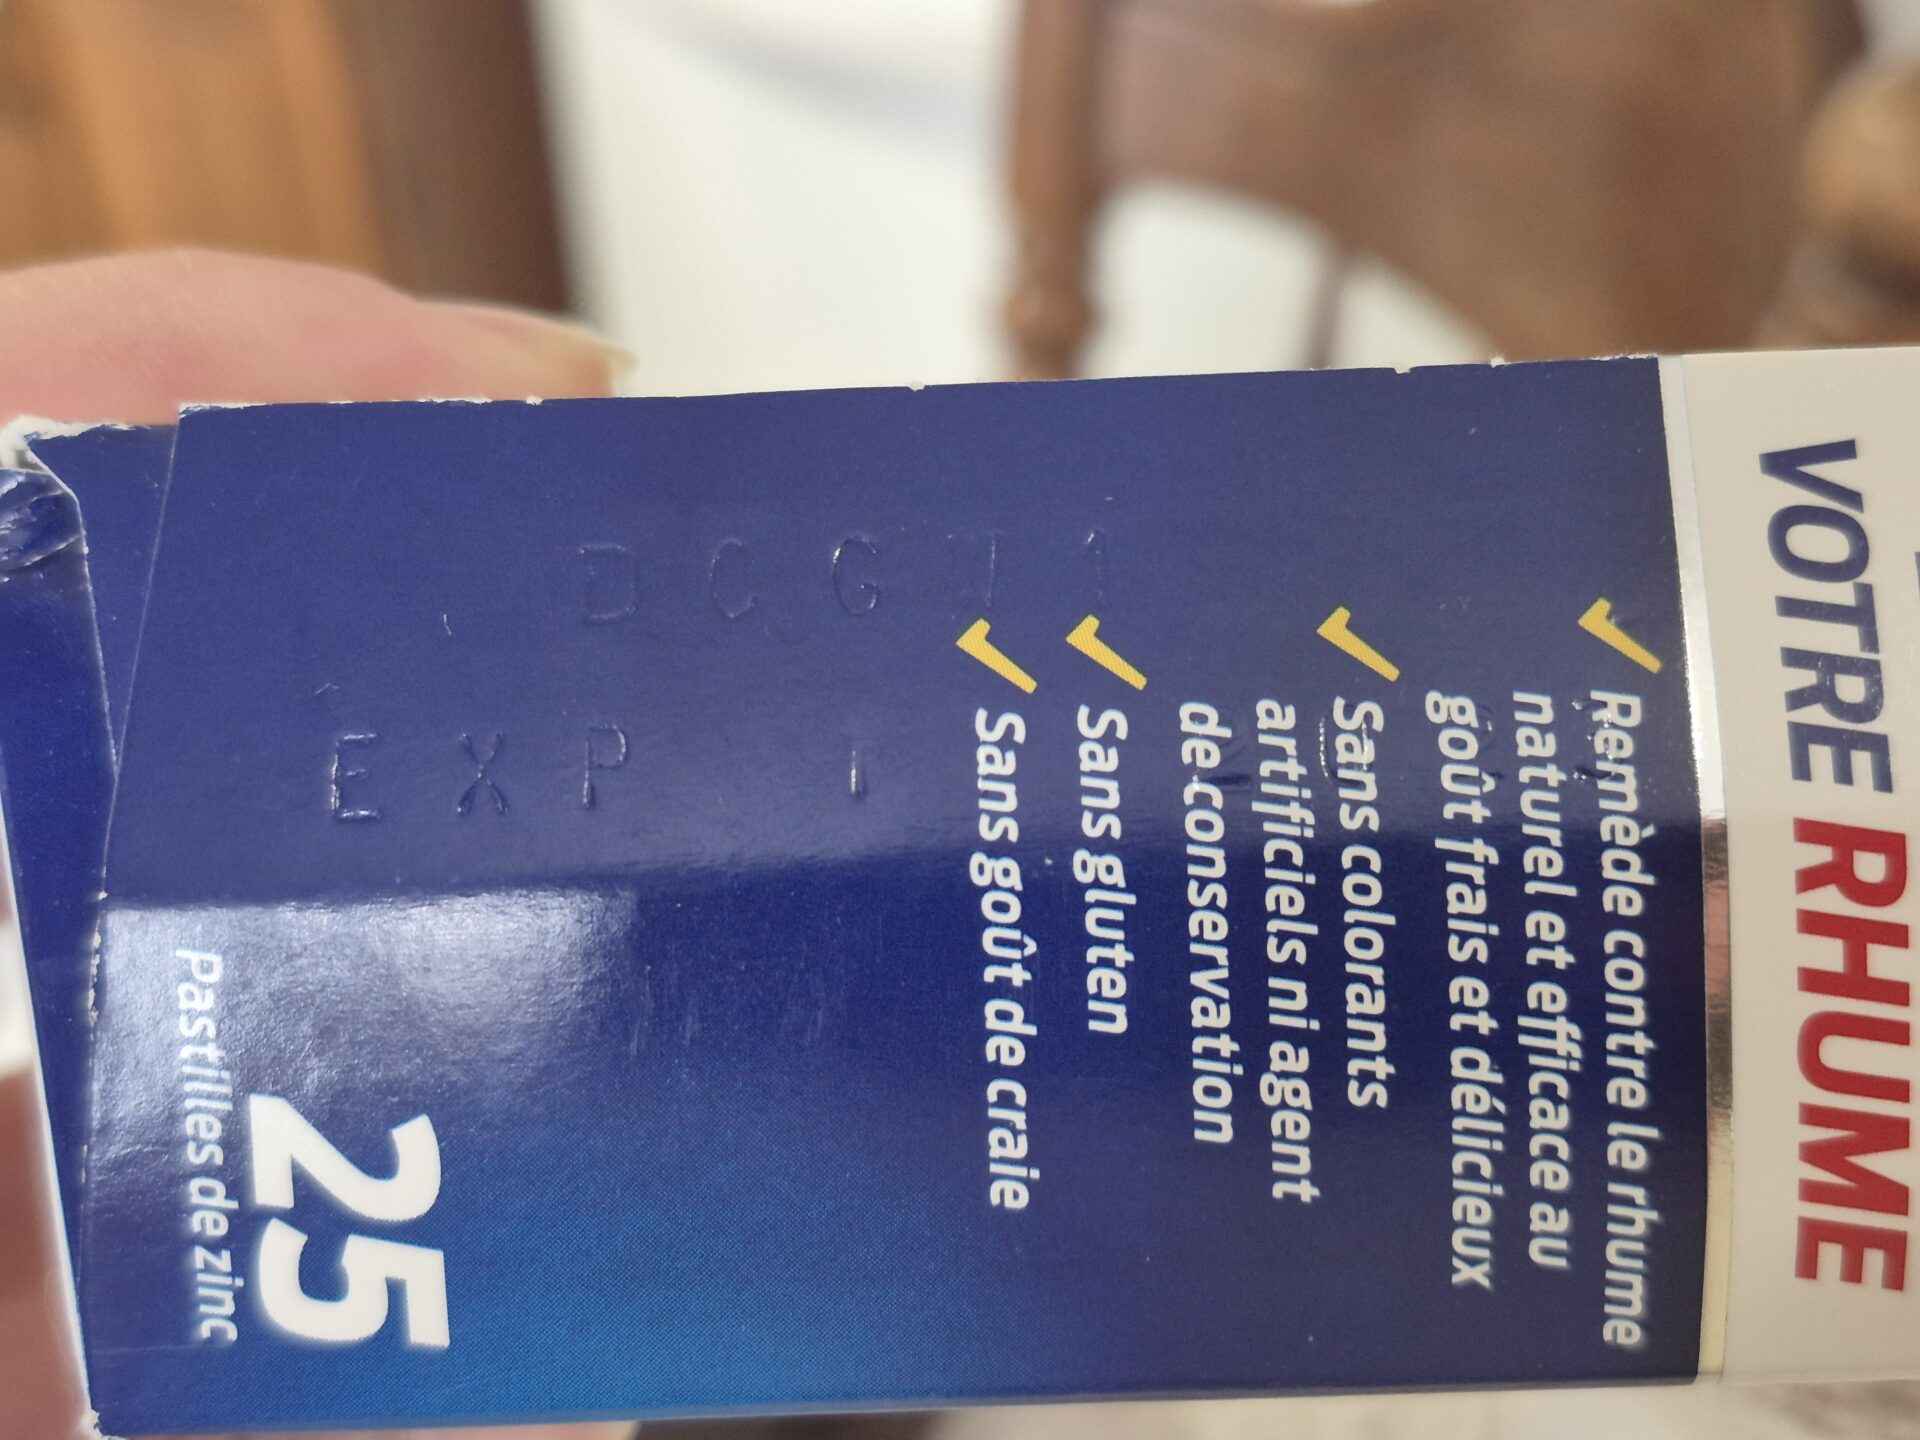 VOTRE RHUME
Remède contre le rhume
naturel et efficace au
goût frais et délicieux
Sans colorants
artificiels ni agent
de conservation
Sans gluten
Sans goût de craie
25
Pastilles de zinc
EXP